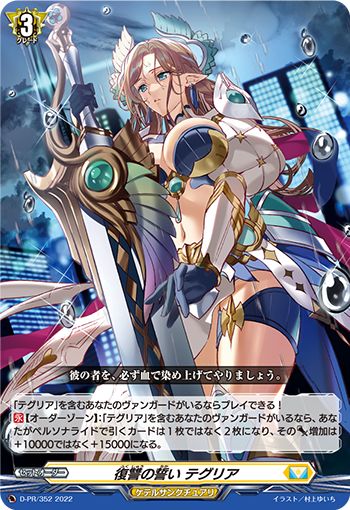 3
グレード
彼の者を、必ず血で染め上げてやりましょう。
「テグリア」を含むあなたのヴァンガードがいるならプレイできる！
永【オーダーゾーン】:「テグリア」を含むあなたのヴァンガードがいるなら、あな
たがペルソナライドで引くカードは1枚ではなく2枚になり、その増加は
+10000ではなく+15000になる。
復讐の誓い テグリア
ケテルサンクチュアリ
D-PR/352 2022
イラスト／村上ゆいち